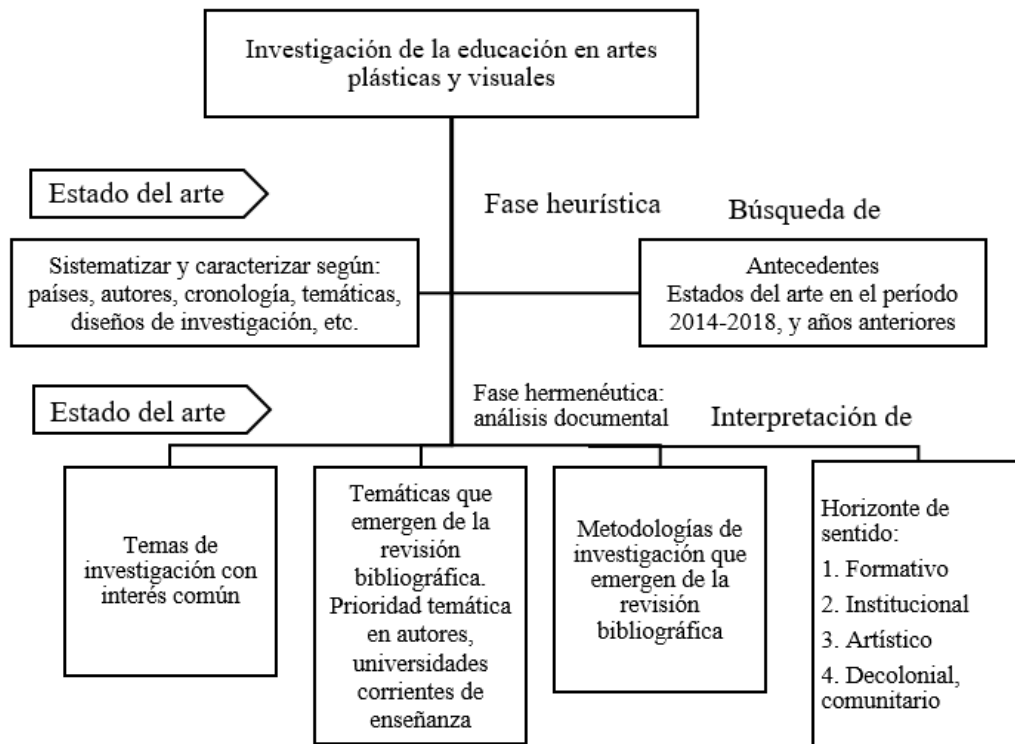 Investigación de la educación en artes
plásticas y visuales
Estado del arte
Fase heurística
Búsqueda de
Sistematizar y caracterizar según:
países, autores, cronología, temáticas,
diseños de investigación, etc.
Antecedentes
Estados del arte en el período
2014-2018, y años anteriores
Estado del arte
Fase hermenéutica:
análisis documental
Interpretación de
Temas de
investigación con
interés común
Temáticas que
emergen de la
revisión
bibliográfica.
Prioridad temática
en autores,
universidades
corrientes de
enseñanza
Metodologías de
investigación que
emergen de la
revisión
bibliográfica
Horizonte de
sentido:
1. Formativo
2. Institucional
3. Artístico
4. Decolonial,
comunitario